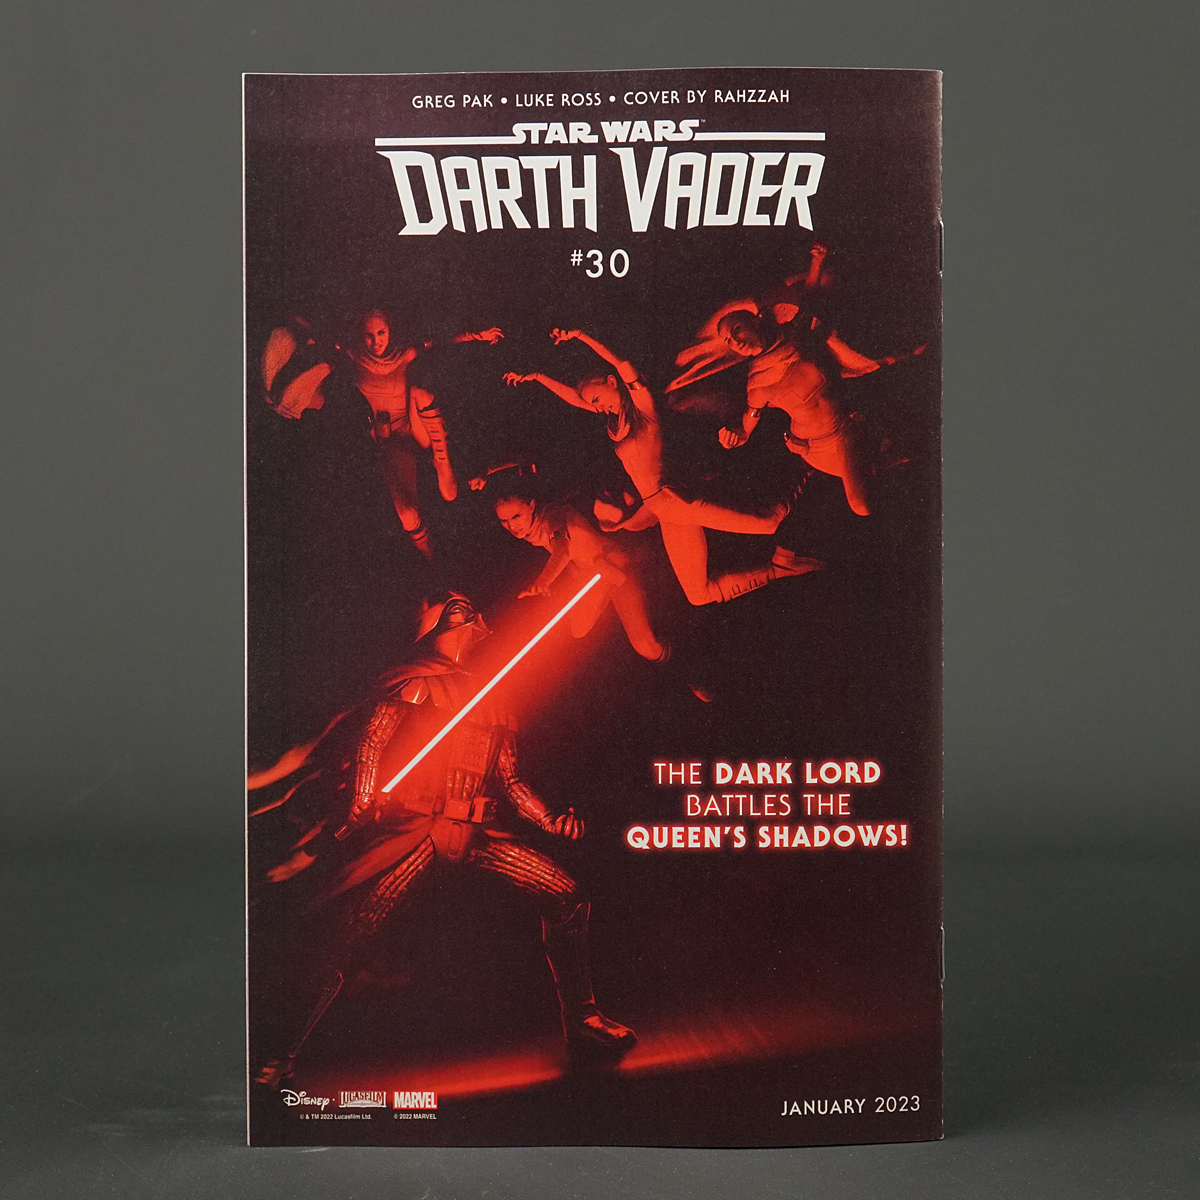 GREG PAK • LUKE ROSS • COVER BY RAHZZAH
STAR WARS™
DARTH VADER
#30
THE DARK LORD
BATTLES THE
QUEEN'S SHADOWS!
Disney · LUCASFILM MARVEL
© & TM 2022 Lucasfilm Ltd. © 2022 MARVEL
JANUARY 2023